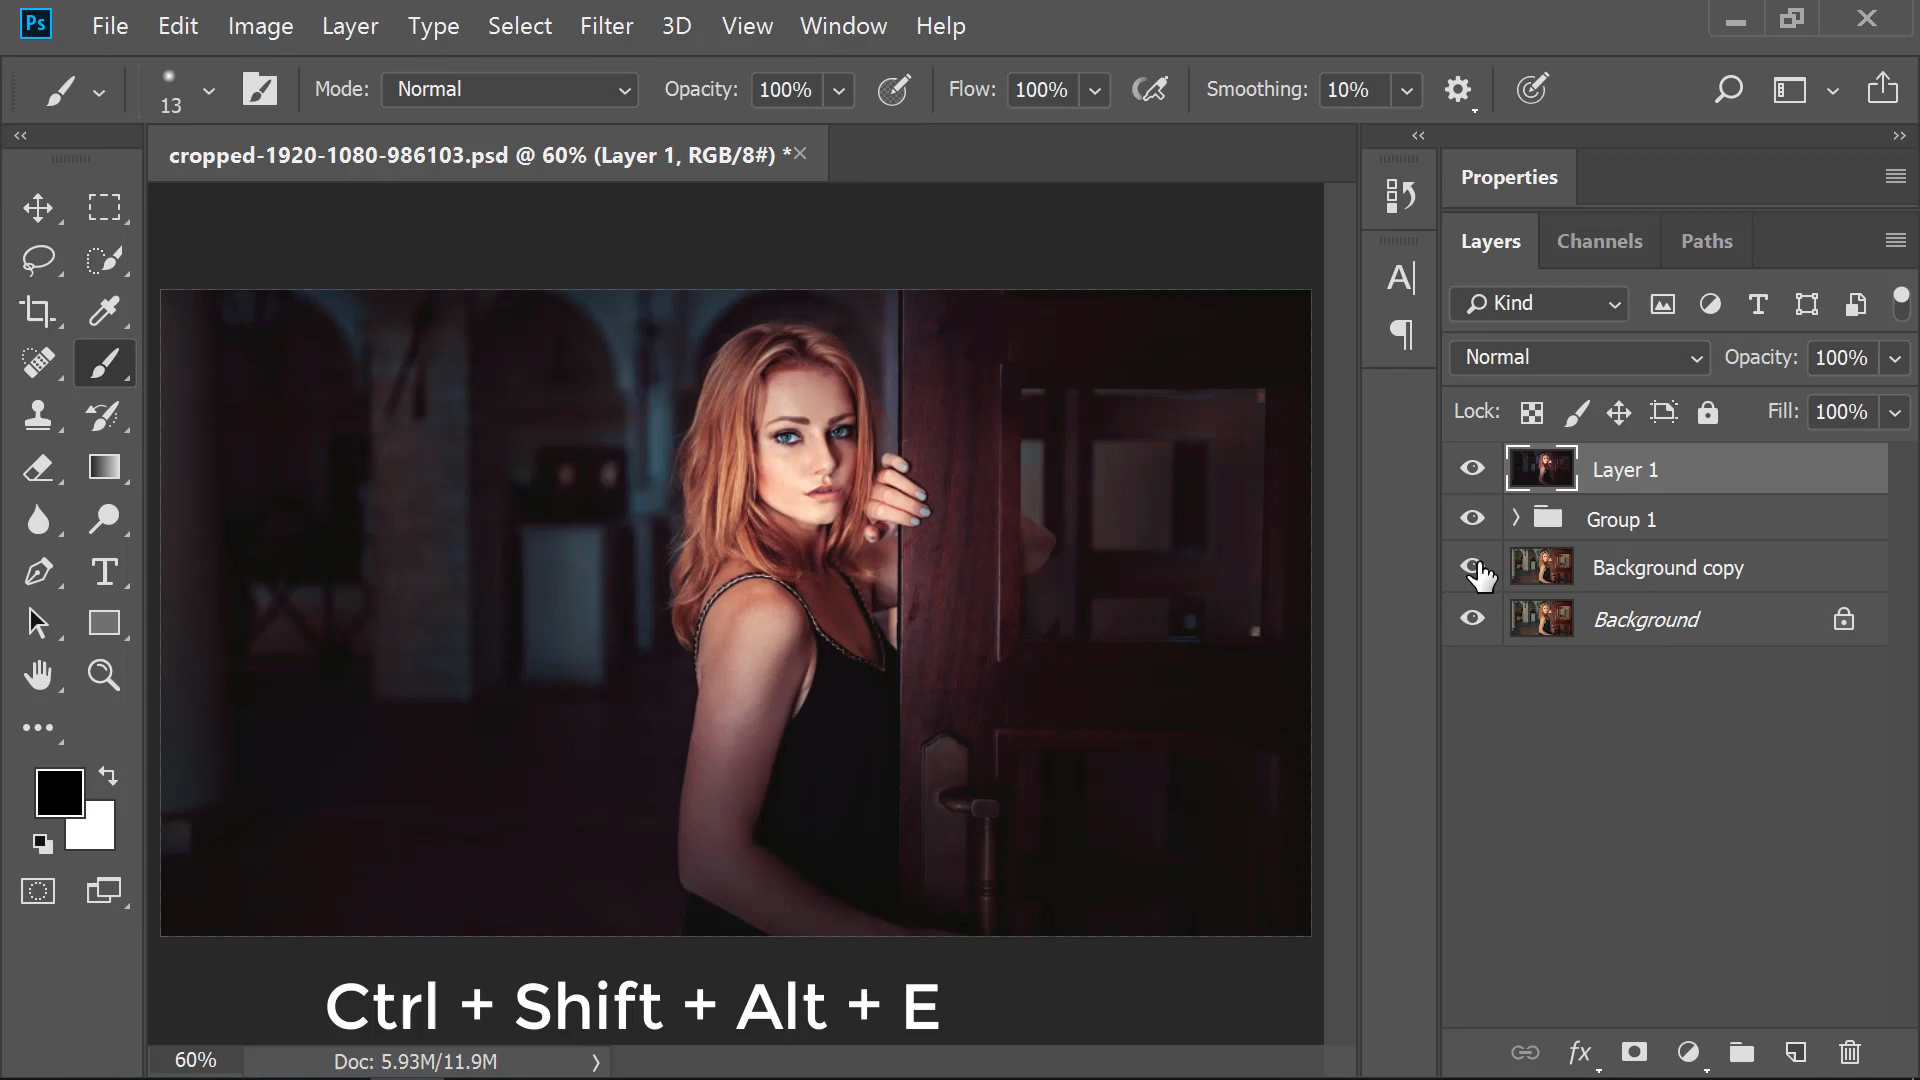 Ps File Edit Image Layer Type Select Filter 3D View Window Help
13 Mode: Normal Opacity: 100% Flow: 100% Smoothing: 10%
cropped-1920-1080-986103.psd @ 60% (Layer 1, RGB/8#) *
Properties
Layers Channels Paths
Kind
Normal Opacity: 100%
Lock: Fill: 100%
Layer 1
Group 1
Background copy
Background
Ctrl + Shift + Alt + E
60% Doc: 5.93M/11.9M
fx